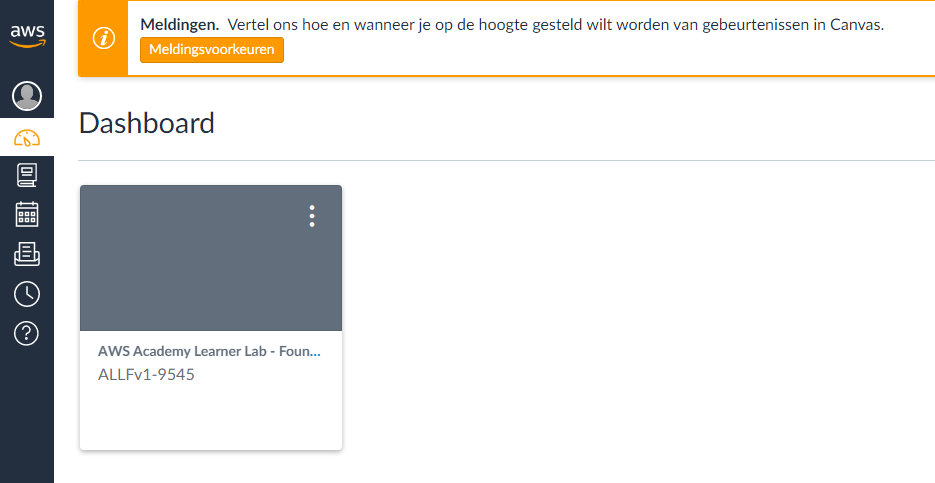 aws
Meldingen. Vertel ons hoe en wanneer je op de hoogte gesteld wilt worden van gebeurtenissen in Canvas.
Meldingsvoorkeuren
Dashboard
AWS Academy Learner Lab - Foun...
ALLFv1-9545